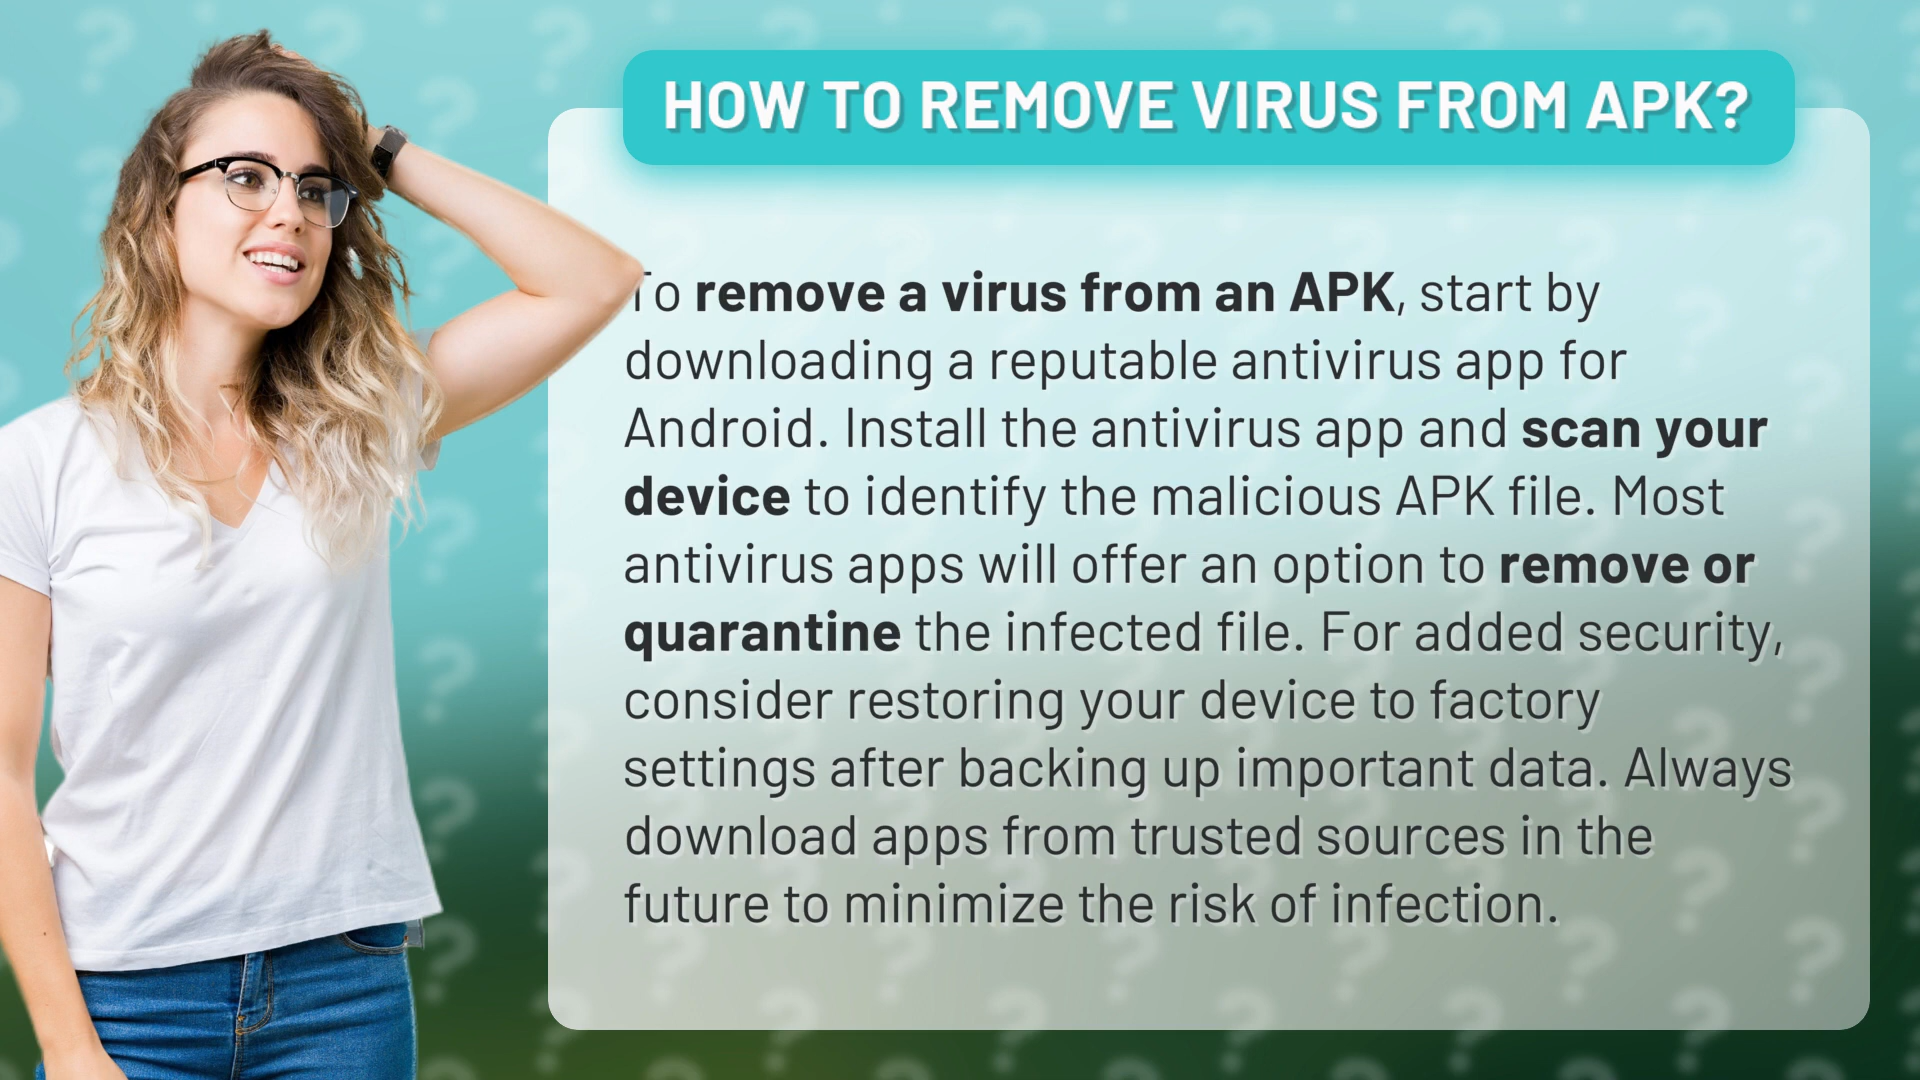 HOW TO REMOVE VIRUS FROM APK?
To remove a virus from an APK, start by
downloading a reputable antivirus app for
Android. Install the antivirus app and scan your
device to identify the malicious APK file. Most
antivirus apps will offer an option to remove or
quarantine the infected file. For added security,
consider restoring your device to factory
settings after backing up important data. Always
download apps from trusted sources in the
future to minimize the risk of infection.